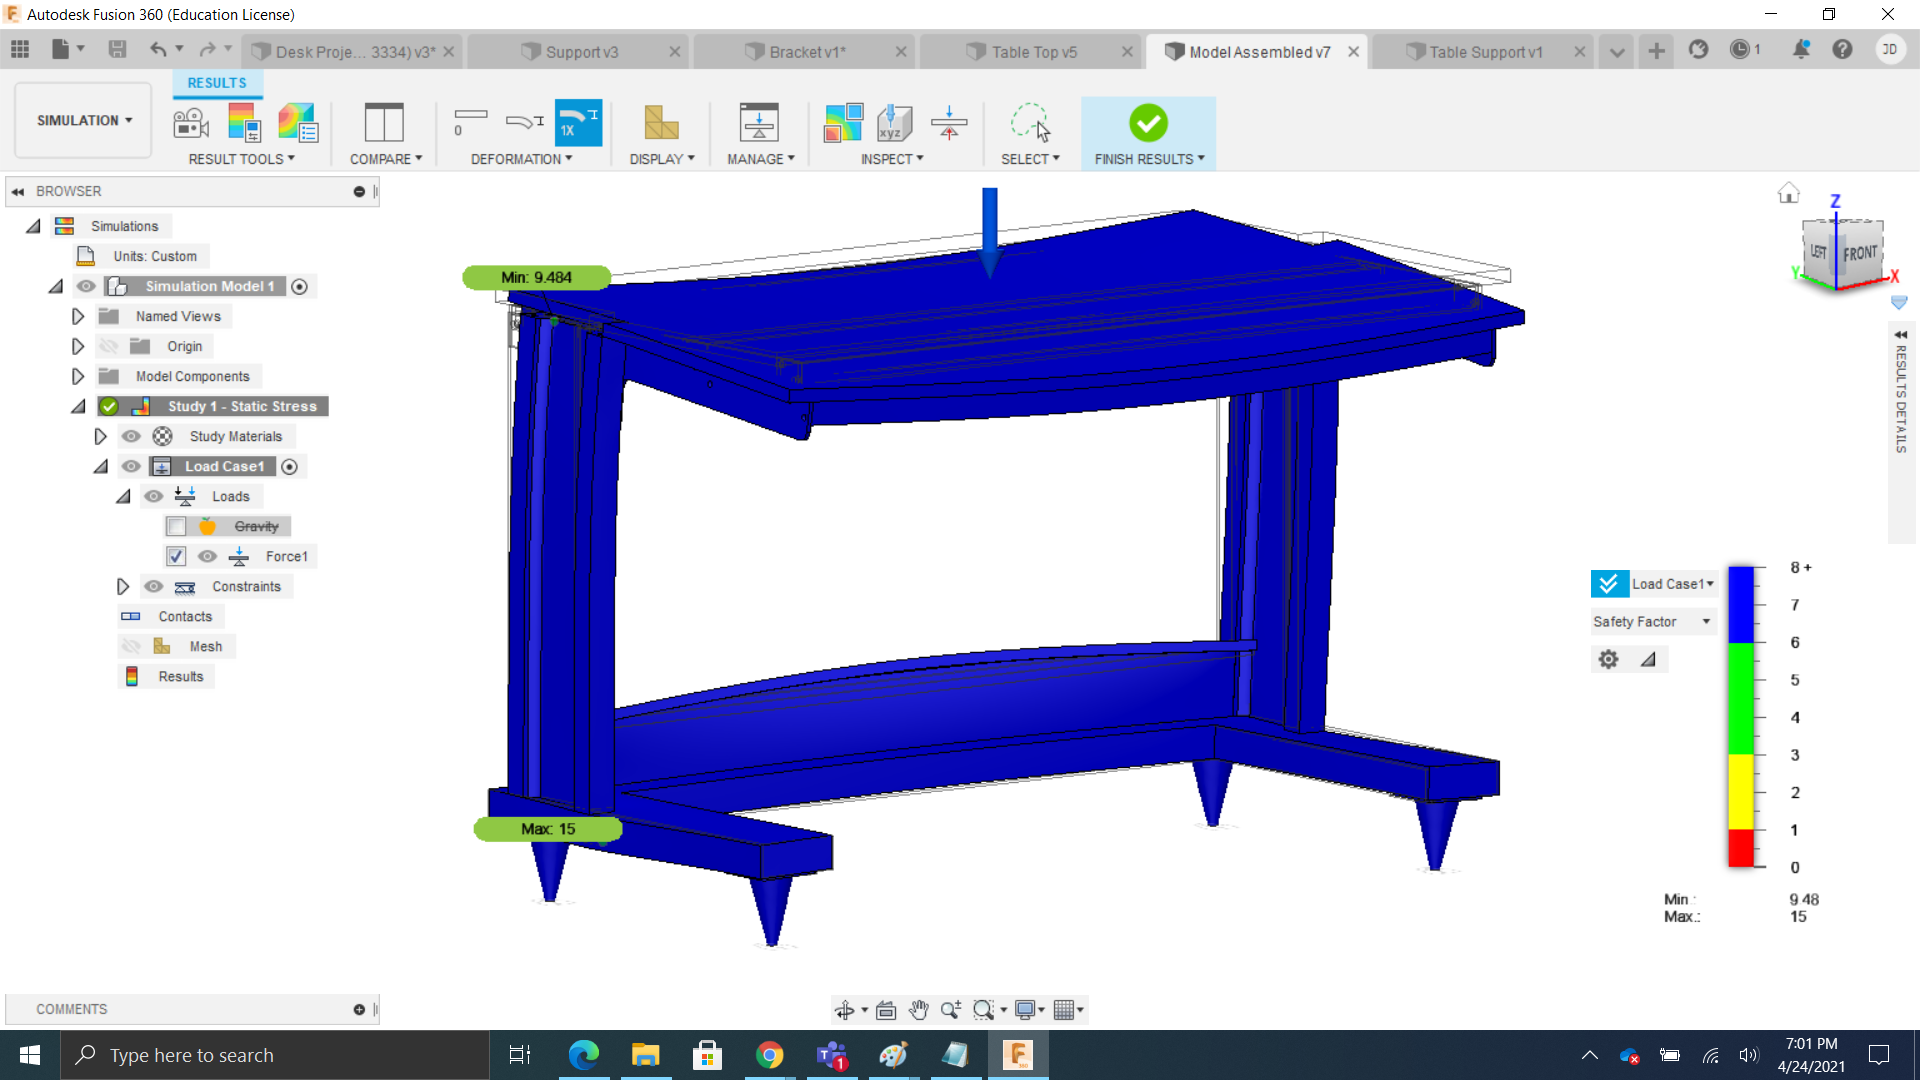 Autodesk Fusion 360 (Education License)
Desk Proje... 3334) v3*
Support v3
Bracket v1*
Table Top v5
Model Assembled v7
Table Support v1
1
JD
RESULTS
SIMULATION
0
1X
xyz
RESULT TOOLS
COMPARE
DEFORMATION
DISPLAY
MANAGE
INSPECT
SELECT
FINISH RESULTS
BROWSER
Simulations
Units: Custom
Simulation Model 1
Named Views
Origin
Model Components
Study 1 - Static Stress
Study Materials
Load Case1
Loads
Gravity
Force1
Constraints
Contacts
Mesh
Results
Min: 9.484
Max: 15
Z
LEFT
FRONT
Y
X
RESULTS DETAILS
Load Case1
Safety Factor
8 +
7
6
5
4
3
2
1
0
Min.: 9.48
Max.: 15
COMMENTS
Type here to search
1
7:01 PM
4/24/2021